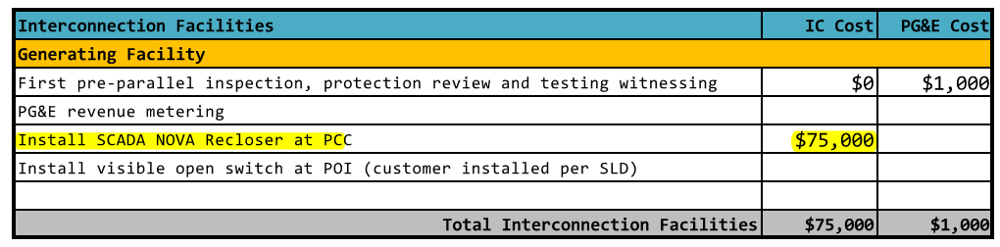 Interconnection Facilities IC Cost PG&E Cost
Generating Facility
First pre-parallel inspection, protection review and testing witnessing $0 $1,000
PG&E revenue metering
Install SCADA NOVA Recloser at PCC $75,000
Install visible open switch at POI (customer installed per SLD)
Total Interconnection Facilities $75,000 $1,000